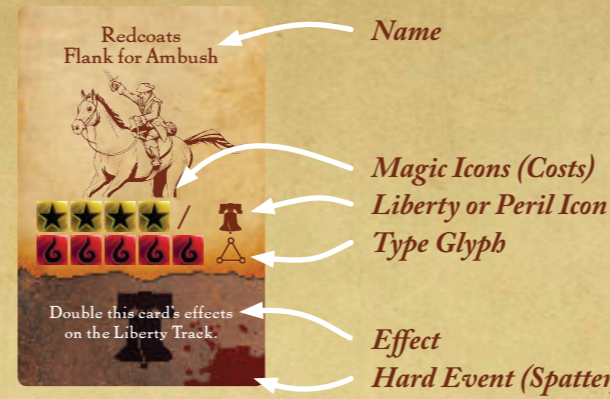 Redcoats
Flank for Ambush
Name
Magic Icons (Costs)
/
Liberty or Peril Icon
Type Glyph
Double this card's effects
on the Liberty Track.
Effect
Hard Event (Spatter